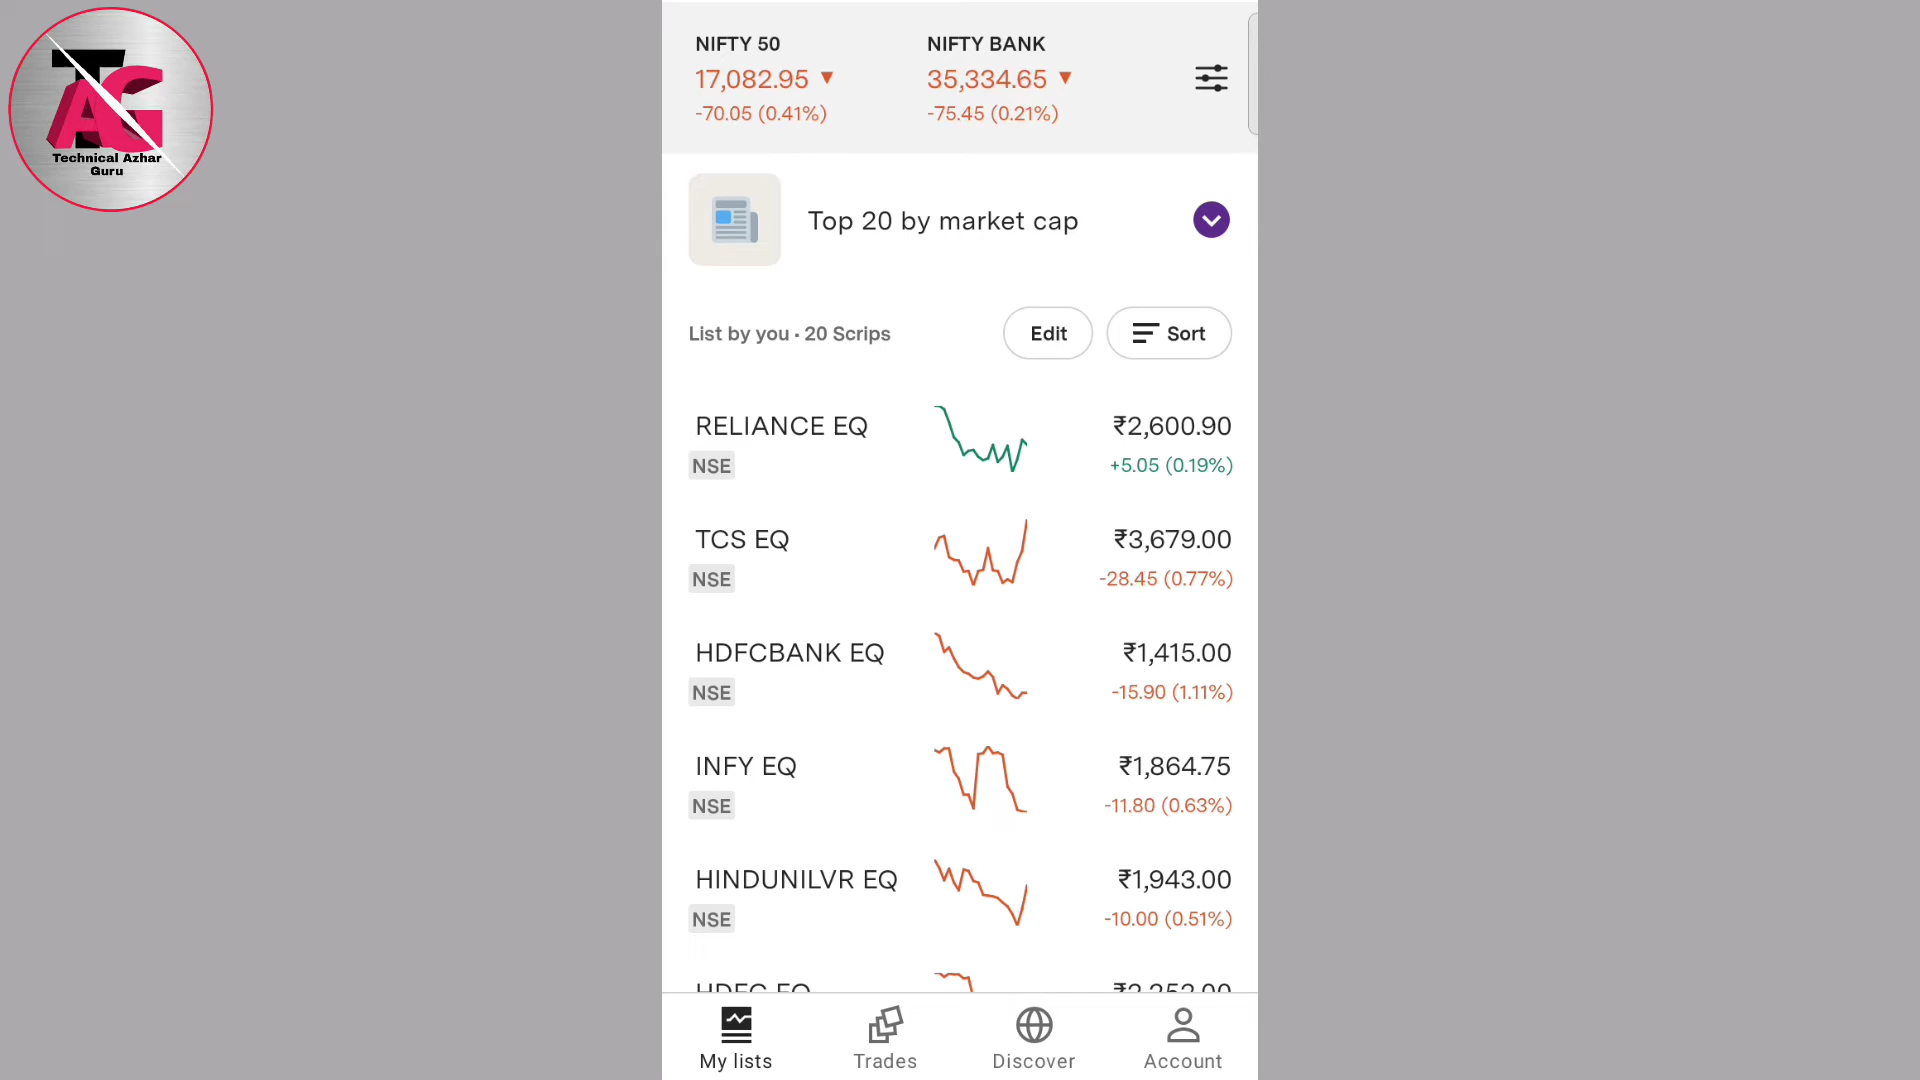 Technical Azhar
Guru
NIFTY 50
17,082.95 ▼
-70.05 (0.41%)
NIFTY BANK
35,334.65 ▼
-75.45 (0.21%)
Top 20 by market cap
List by you · 20 Scrips
Edit
Sort
RELIANCE EQ
₹2,600.90
NSE
+5.05 (0.19%)
TCS EQ
₹3,679.00
NSE
-28.45 (0.77%)
HDFCBANK EQ
₹1,415.00
NSE
-15.90 (1.11%)
INFY EQ
₹1,864.75
NSE
-11.80 (0.63%)
HINDUNILVR EQ
₹1,943.00
NSE
-10.00 (0.51%)
HDFC EQ
My lists
Trades
Discover
Account